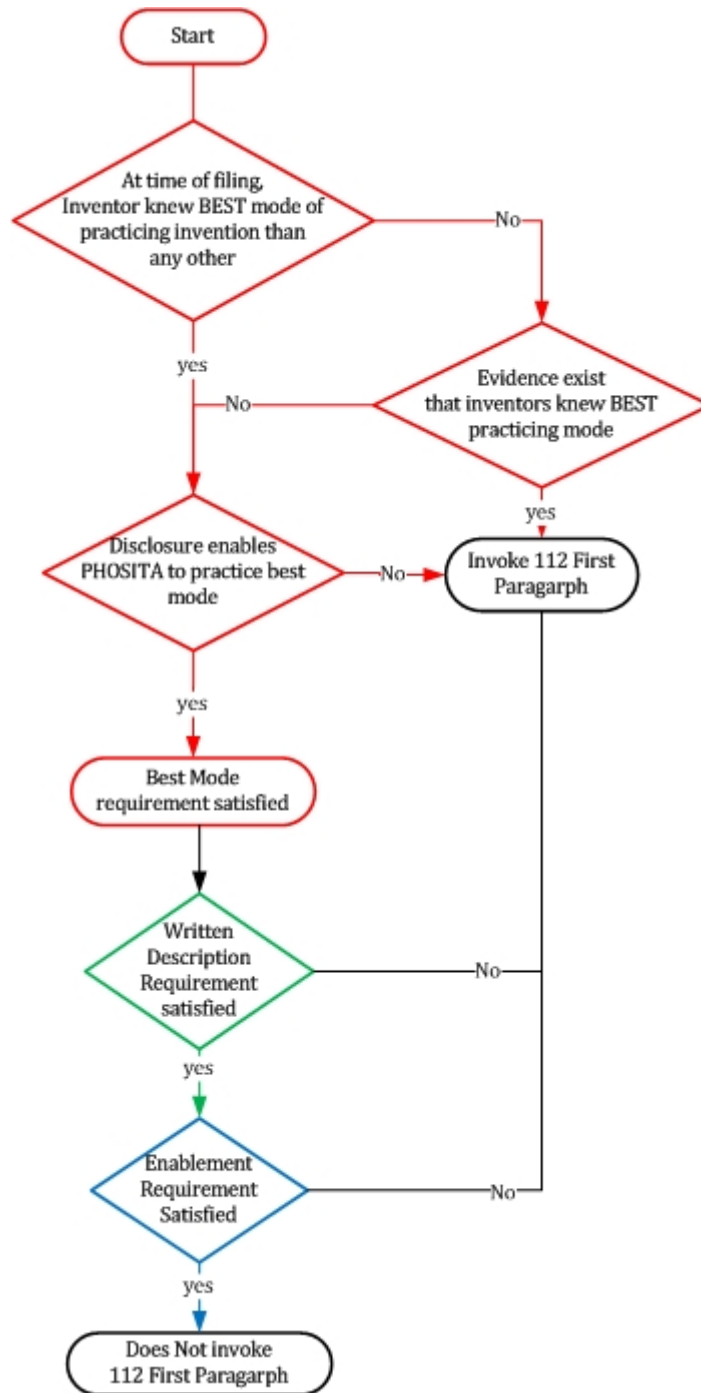 Start
At time of filing,
Inventor knew BEST mode of
practicing invention than
any other
No
yes
Evidence exist
that inventors knew BEST
practicing mode
No
yes
Disclosure enables
PHOSITA to practice best
mode
No
Invoke 112 First
Paragarph
yes
Best Mode
requirement satisfied
Written
Description
Requirement
satisfied
No
yes
Enablement
Requirement
Satisfied
No
yes
Does Not invoke
112 First Paragarph